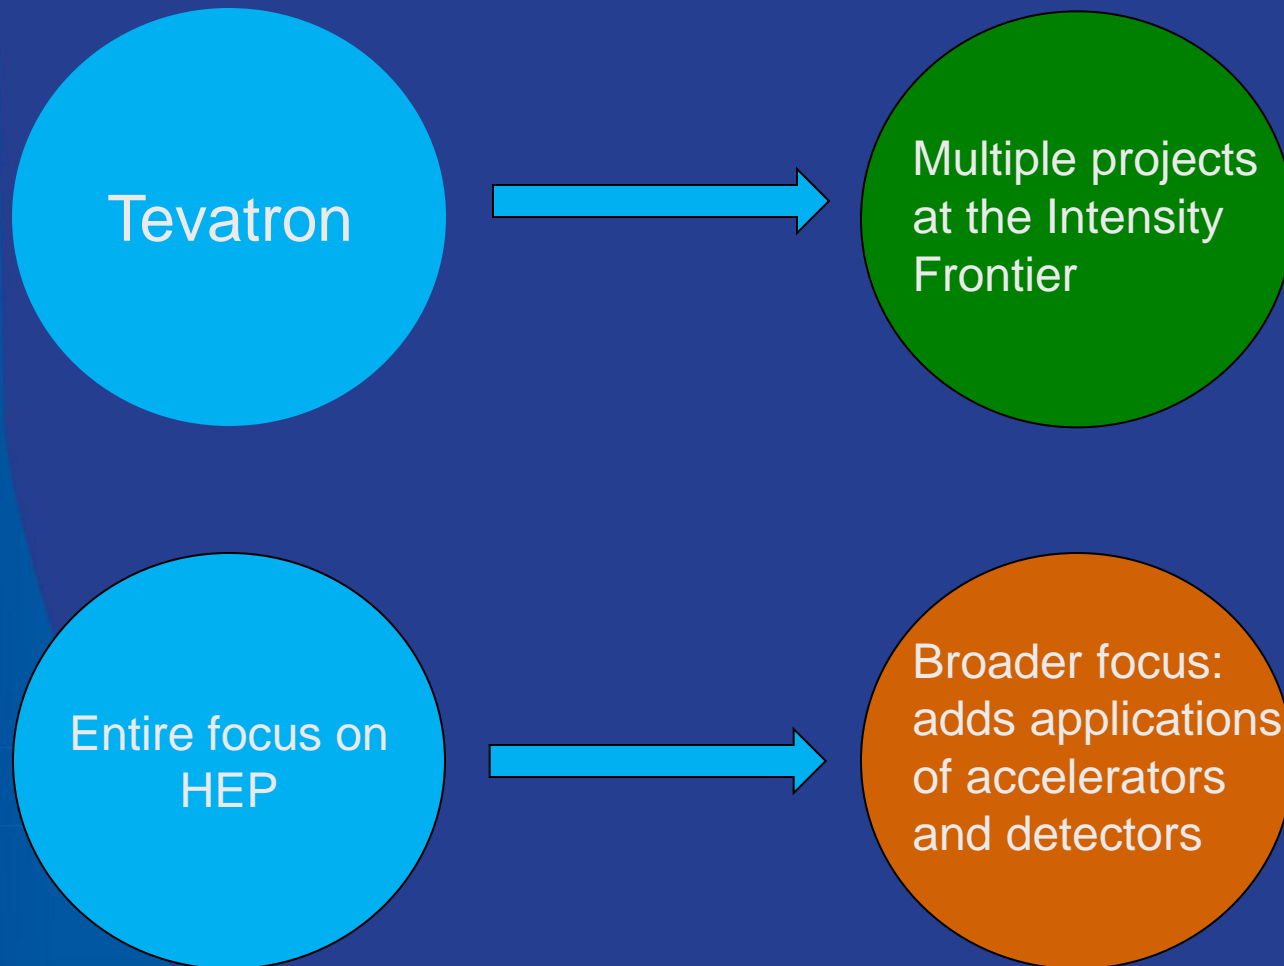 Tevatron
Multiple projects
at the Intensity
Frontier
Entire focus on
HEP
Broader focus:
adds applications
of accelerators
and detectors